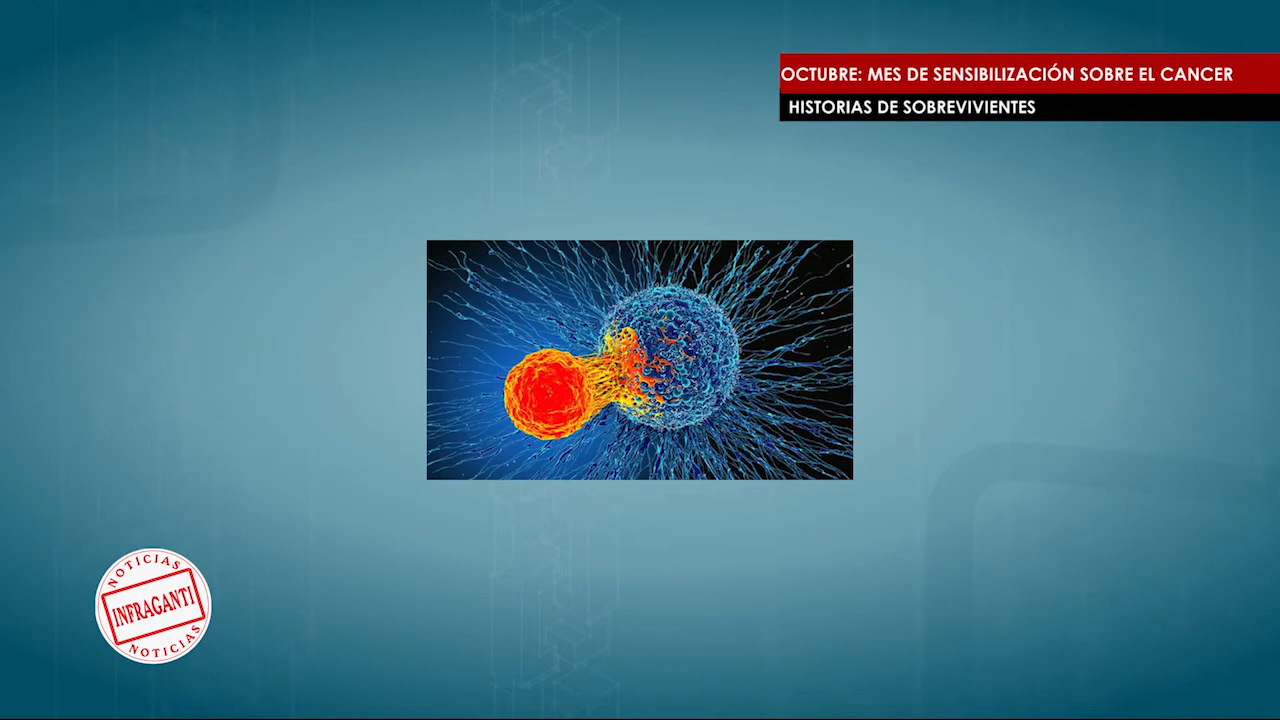 OCTUBRE: MES DE SENSIBILIZACIÓN SOBRE EL CANCER
HISTORIAS DE SOBREVIVIENTES
NOTICIAS
INFRAGANTI
NOTICIAS